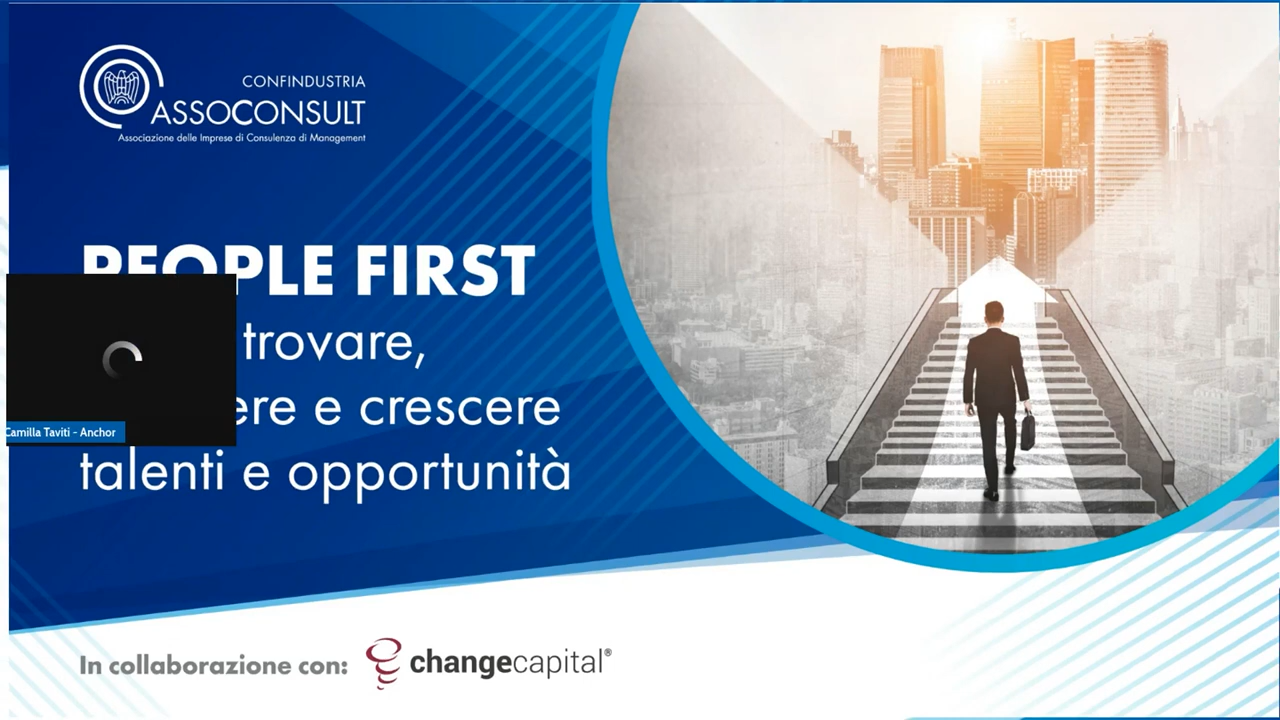 CONFINDUSTRIA
ASSOCONSULT
Associazione delle Imprese di Consulenza di Management
PEOPLE FIRST
trovare,
ere e crescere
talenti e opportunità
Camilla Taviti - Anchor
In collaborazione con:
changecapital®